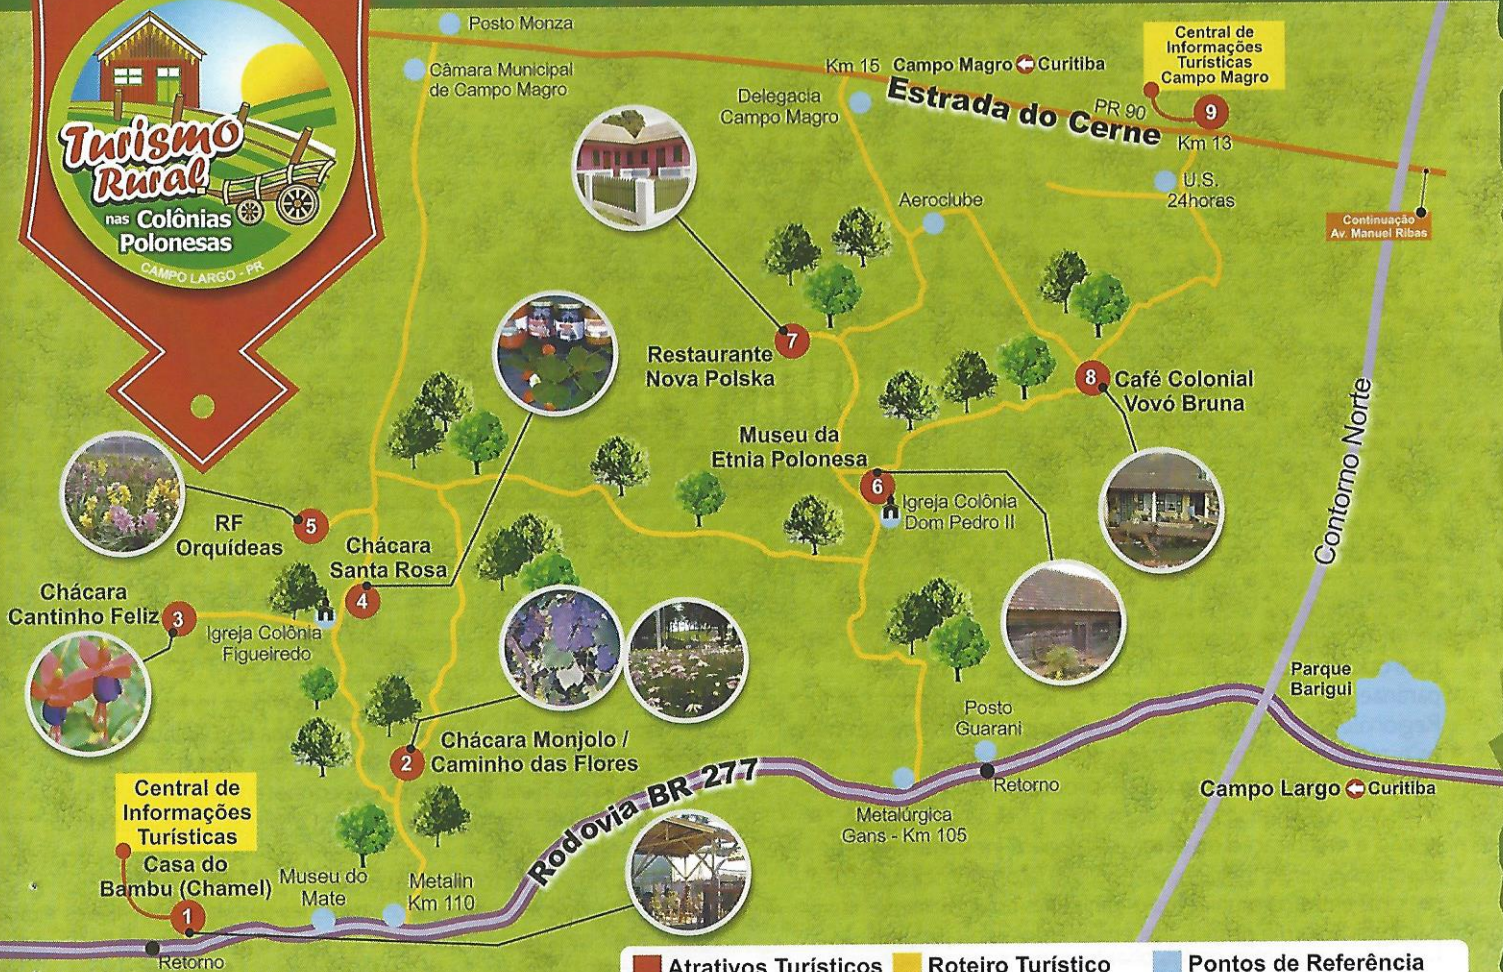 Turismo
Rural
nas Colônias
Polonesas
CAMPO LARGO - PR
Posto Monza
Câmara Municipal
de Campo Magro
Km 15
Campo Magro
Curitiba
Delegacia
Campo Magro
Estrada do Cerne
PR 90
Central de
Informações
Turísticas
Campo Magro
9
Km 13
U.S.
24horas
Continuação
Av. Manuel Ribas
Aeroclube
7
Restaurante
Nova Polska
8
Café Colonial
Vovó Bruna
Museu da
Etnia Polonesa
6
Igreja Colônia
Dom Pedro II
Contorno Norte
5
RF
Orquídeas
Chácara
Santa Rosa
4
Chácara
Cantinho Feliz
3
Igreja Colônia
Figueiredo
2
Chácara Monjolo /
Caminho das Flores
Parque
Barigui
Posto
Guarani
Retorno
Campo Largo
Curitiba
Metalúrgica
Gans - Km 105
Rodovia BR 277
Central de
Informações
Turísticas
Casa do
Bambu (Chamel)
1
Museu do
Mate
Metalin
Km 110
Retorno
Atrativos Turísticos
Roteiro Turístico
Pontos de Referência